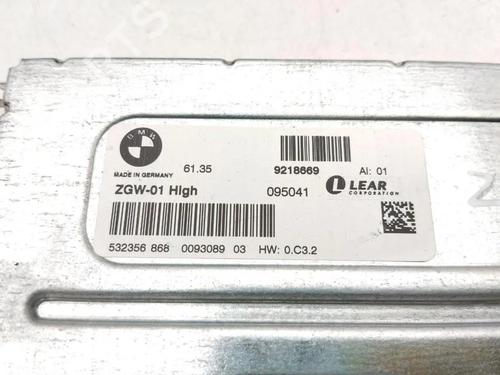 BMW
61.35 9218669 AI: 01
MADE IN GERMANY
ZGW-01 High 095041 LEAR
CORPORATION
532356 868 0093089 03 HW: 0.C3.2